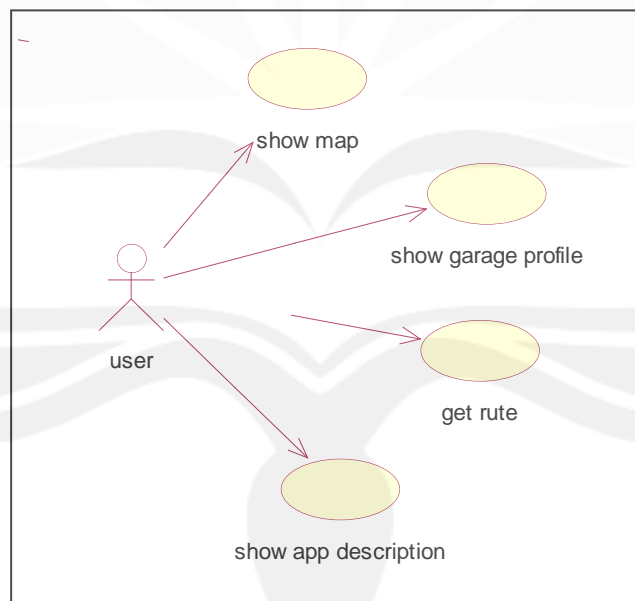 show map
show garage profile
user
get rute
show app description